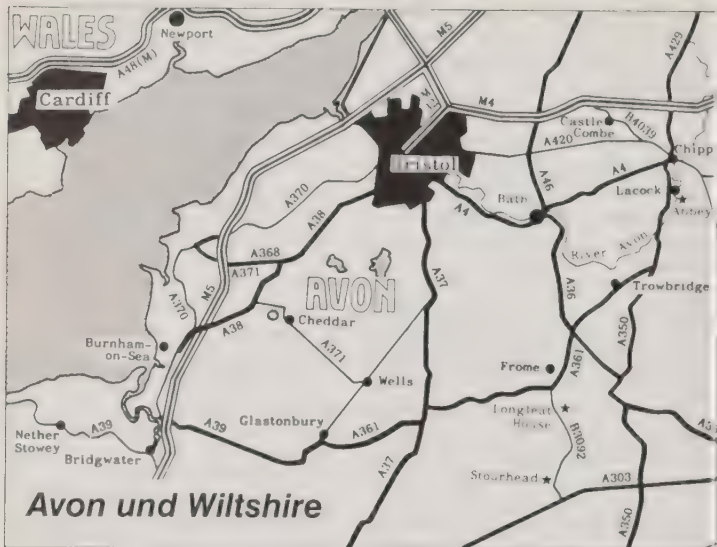 WALES
Newport
A48(M)
Cardiff
M5
A429
M4
Castle
Combe
B4039
A420
Chipp
Bristol
A370
A38
A4
A46
Bath
A4
Lacock
Abbey
River Avon
A368
A371
A37
AVON
A36
Trowbridge
A370
M5
A38
Cheddar
A350
Burnham-
on-Sea
A371
Frome
A361
Wells
Longleat
House
Glastonbury
A361
B3092
Nether
Stowey
A39
A39
Bridgwater
A37
Stourhead
A303
A350
Avon und Wiltshire